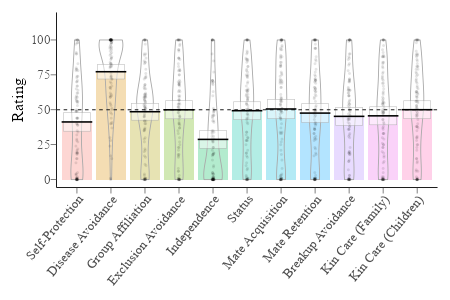 100
75
50
25
0
Rating
Self-Protection
Disease Avoidance
Group Affiliation
Exclusion Avoidance
Independence
Status
Mate Acquisition
Mate Retention
Breakup Avoidance
Kin Care (Family)
Kin Care (Children)